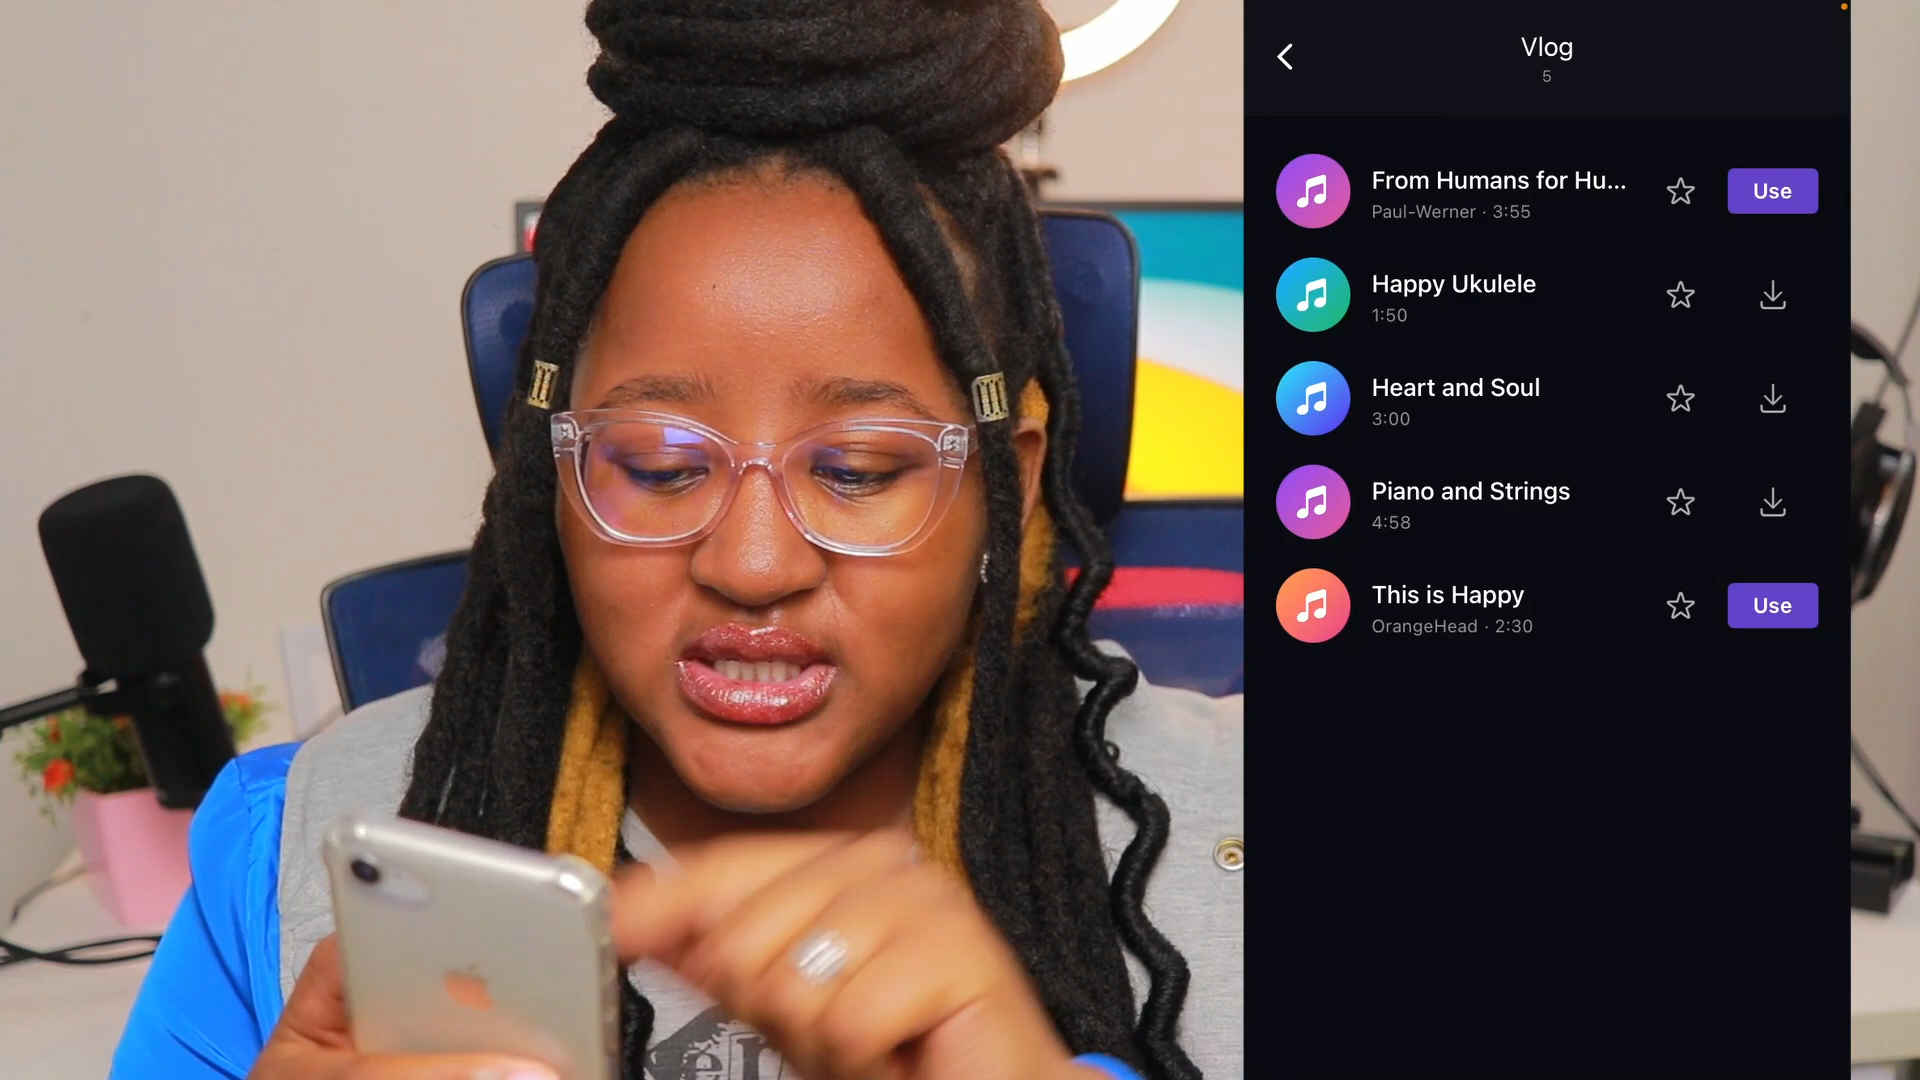 Vlog
5
From Humans for Hu...
Paul-Werner · 3:55
Use
Happy Ukulele
1:50
Heart and Soul
3:00
Piano and Strings
4:58
This is Happy
OrangeHead · 2:30
Use